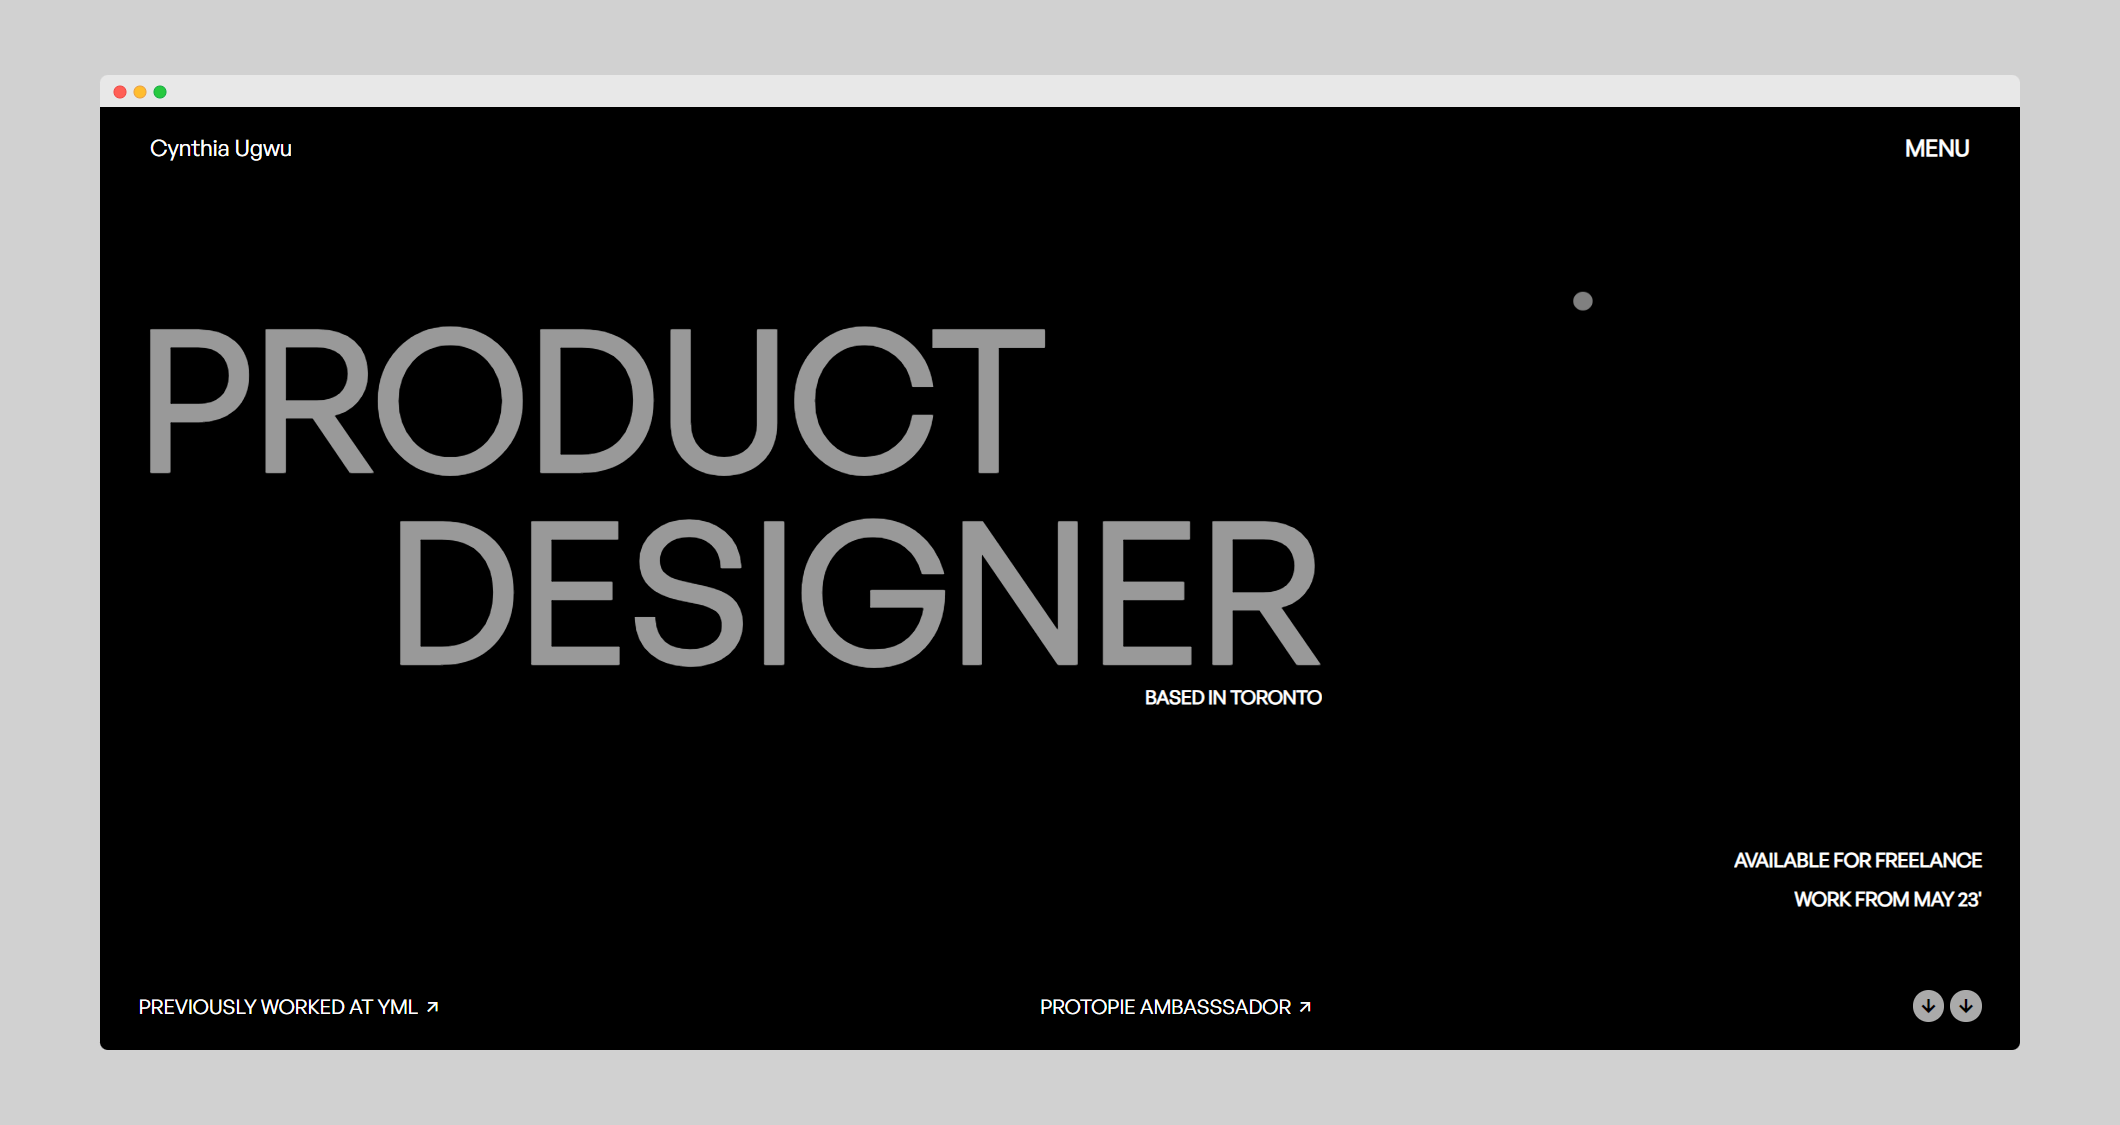 Cynthia Ugwu
MENU
PRODUCT
DESIGNER
BASED IN TORONTO
AVAILABLE FOR FREELANCE
WORK FROM MAY 23'
PREVIOUSLY WORKED AT YML
PROTOPIE AMBASSSADOR